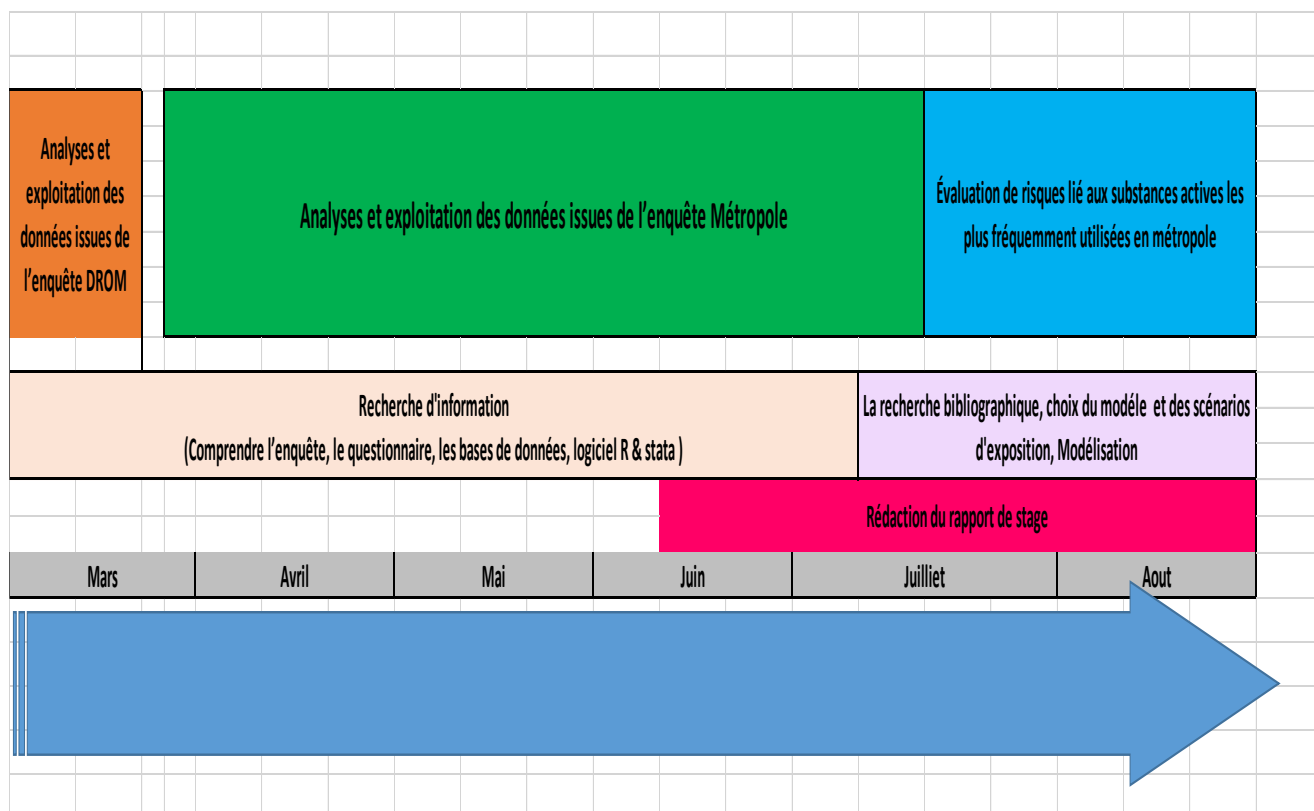 Analyses et
exploitation des
données issues de
l'enquête DROM
Analyses et exploitation des données issues de l'enquête Métropole
Évaluation de risques lié aux substances actives les
plus fréquemment utilisées en métropole
Recherche d'information
(Comprendre l'enquête, le questionnaire, les bases de données, logiciel R & stata )
La recherche bibliographique, choix du modéle et des scénarios
d'exposition, Modélisation
Rédaction du rapport de stage
Mars Avril Mai Juin Juilliet Aout